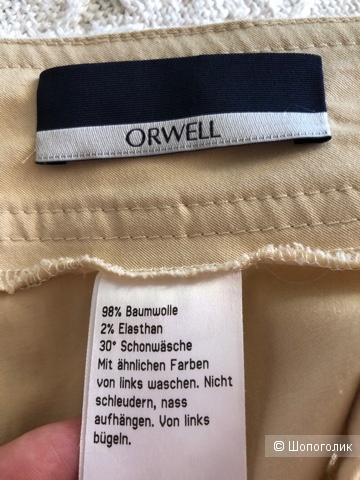 ORWELL
98% Baumwolle
2% Elasthan
30° Schonwäsche
Mit ähnlichen Farben
von links waschen. Nicht
schleudern, nass
aufhängen. Von links
bügeln.
© Шопоголик